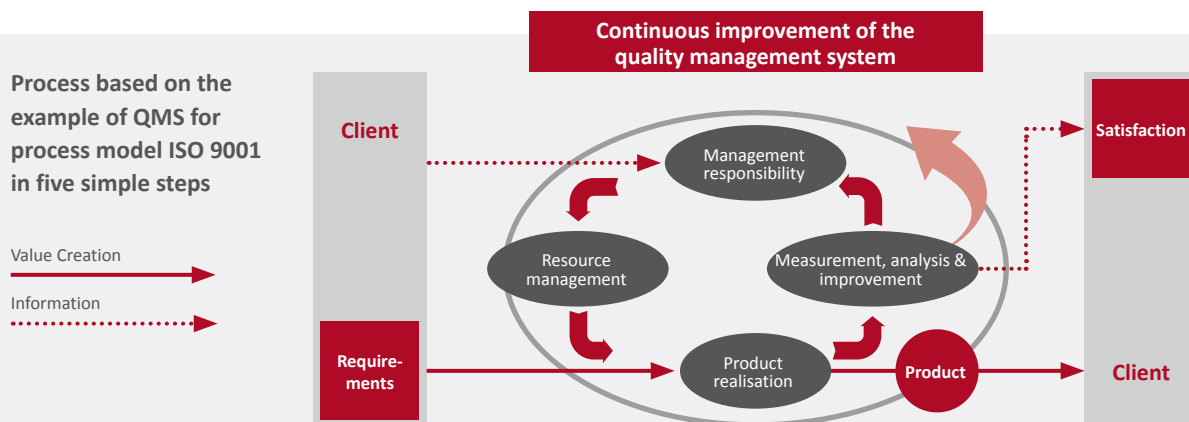 Continuous improvement of the
quality management system
Process based on the
example of QMS for
process model ISO 9001
in five simple steps
Value Creation
Information
Client
Require-
ments
Management
responsibility
Resource
management
Measurement, analysis &
improvement
Product
realisation
Product
Satisfaction
Client